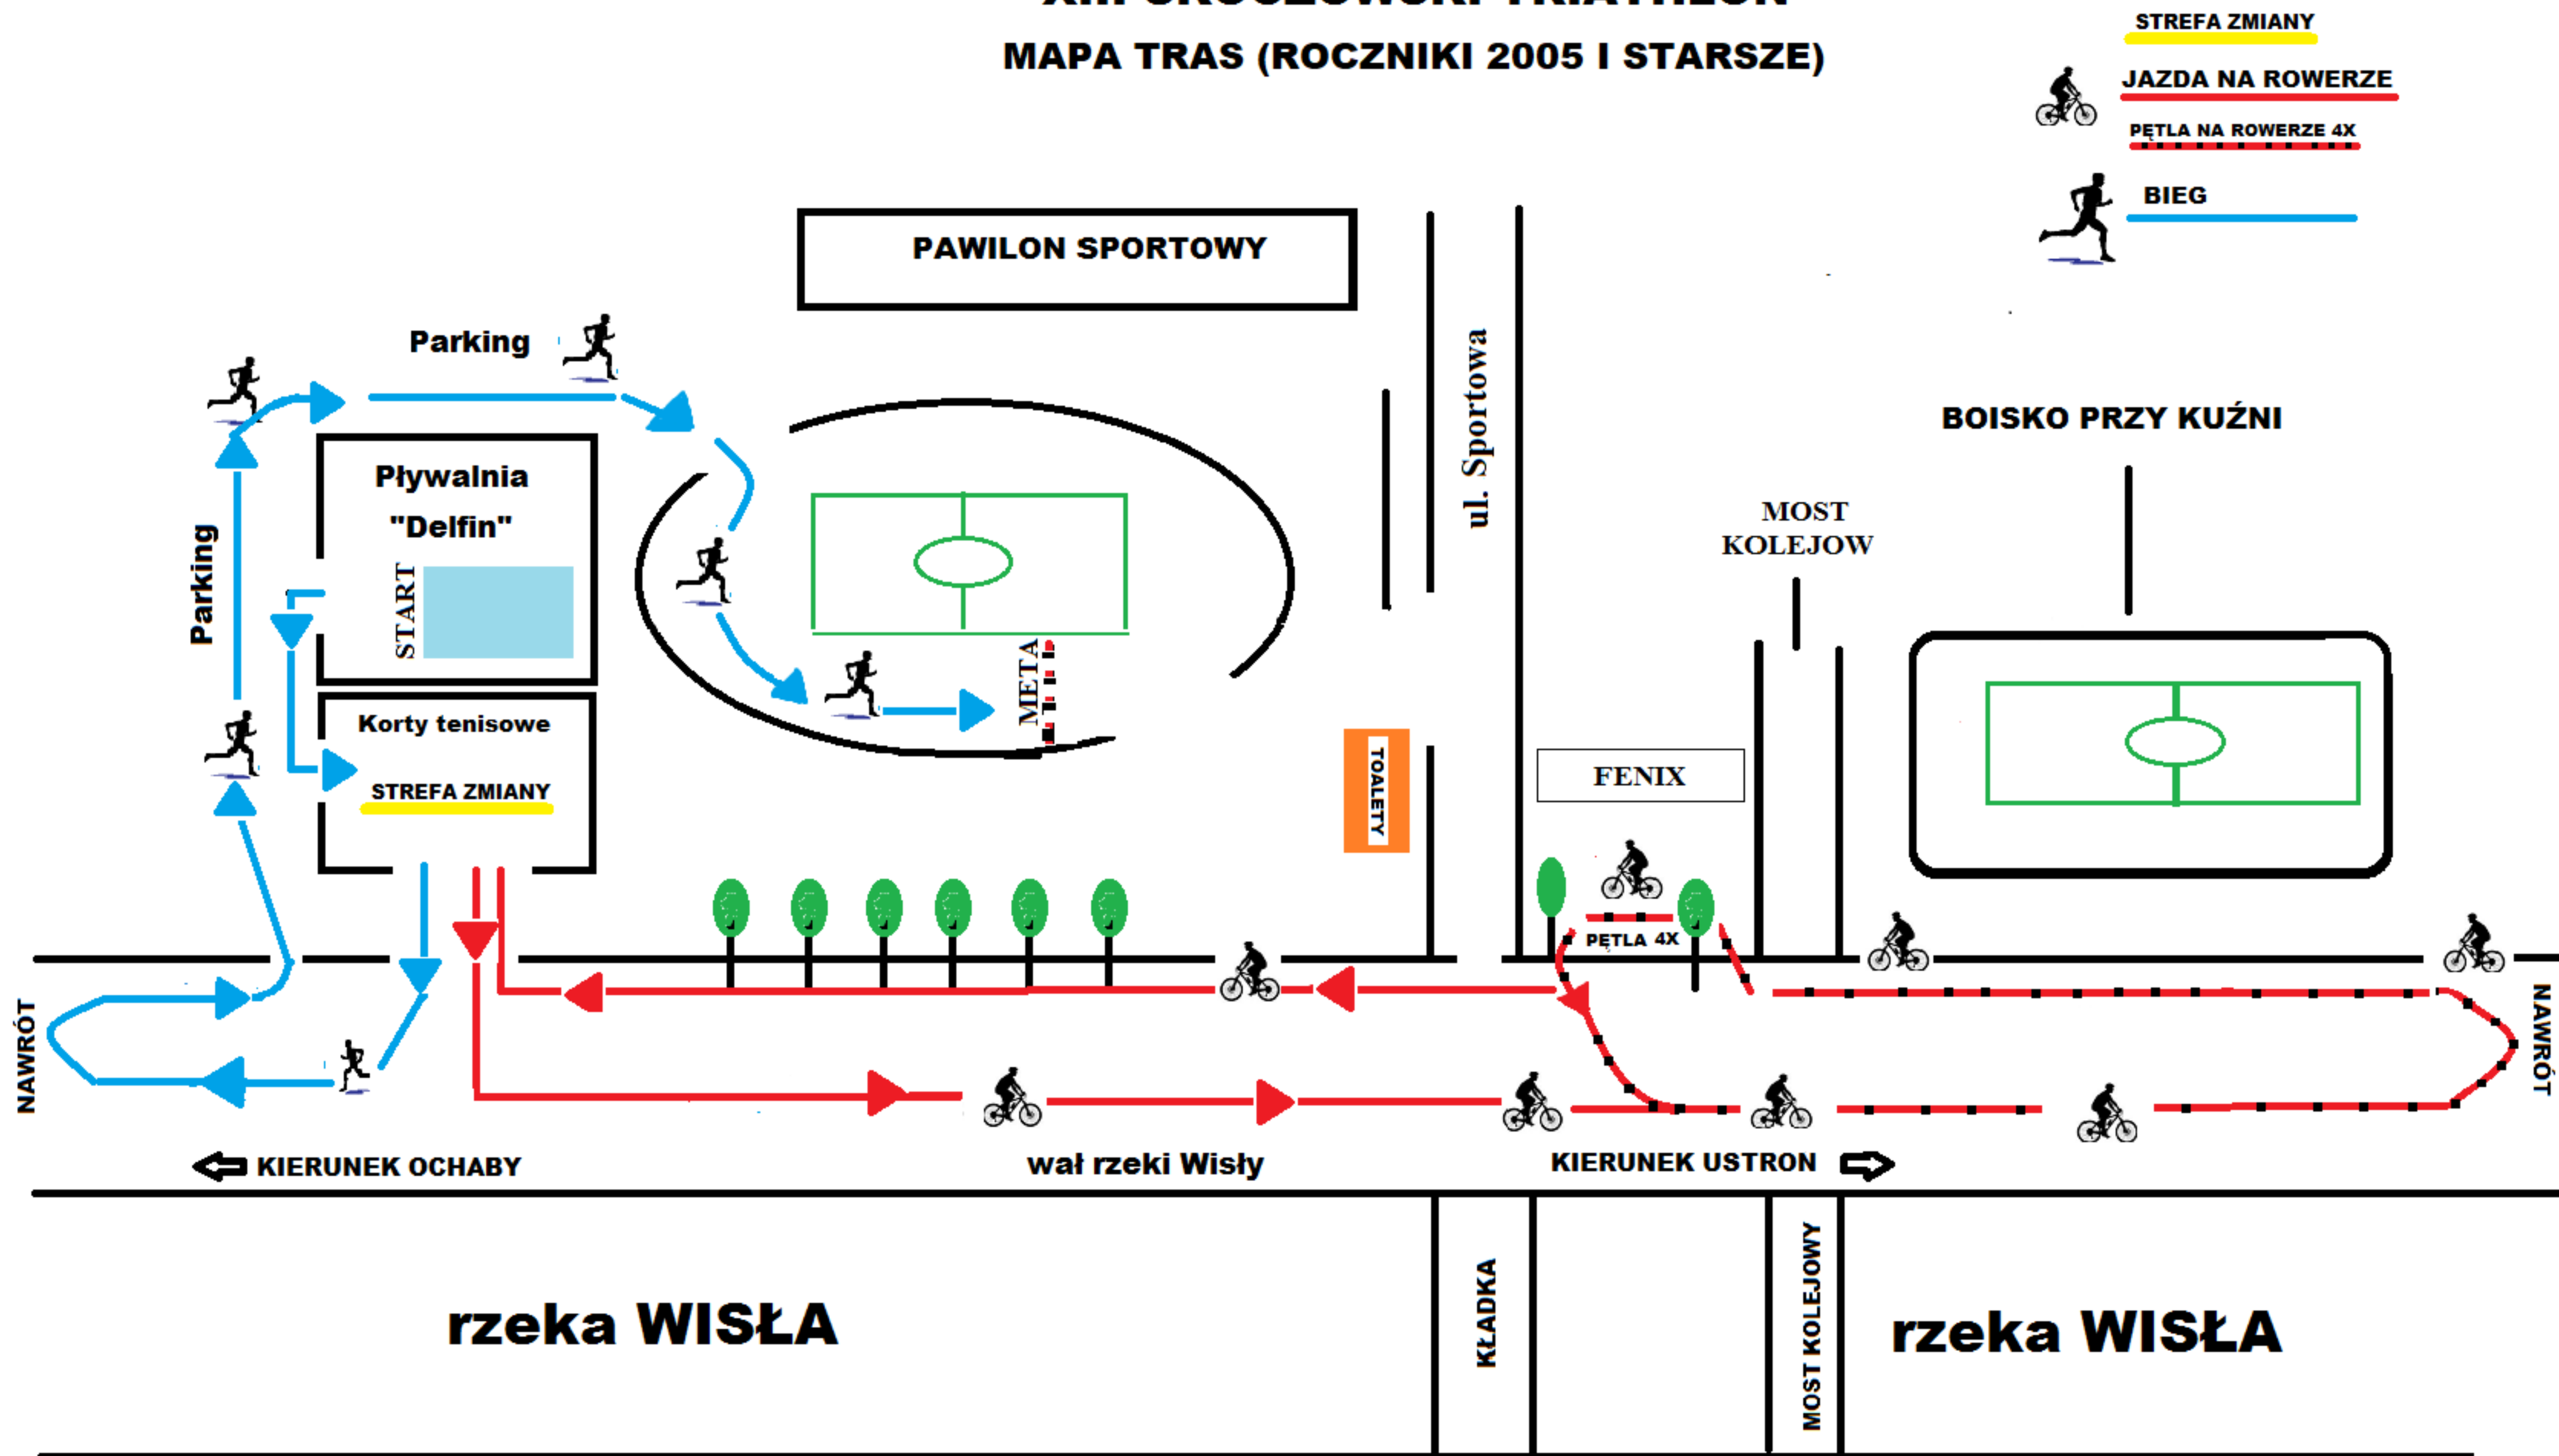 MAPA TRAS (ROCZNIKI 2005 I STARSZE)
STREFA ZMIANY
JAZDA NA ROWERZE
PĘTLA NA ROWERZE 4X
BIEG
PAWILON SPORTOWY
Parking
ul. Sportowa
BOISKO PRZY KUŹNI
Pływalnia
"Delfin"
START
Parking
MOST
KOLEJOW
META
Korty tenisowe
STREFA ZMIANY
TOALETY
FENIX
PĘTLA 4X
NAWRÓT
NAWRÓT
KIERUNEK OCHABY
wał rzeki Wisły
KIERUNEK USTRON
rzeka WISŁA
KŁADKA
MOST KOLEJOWY
rzeka WISŁA